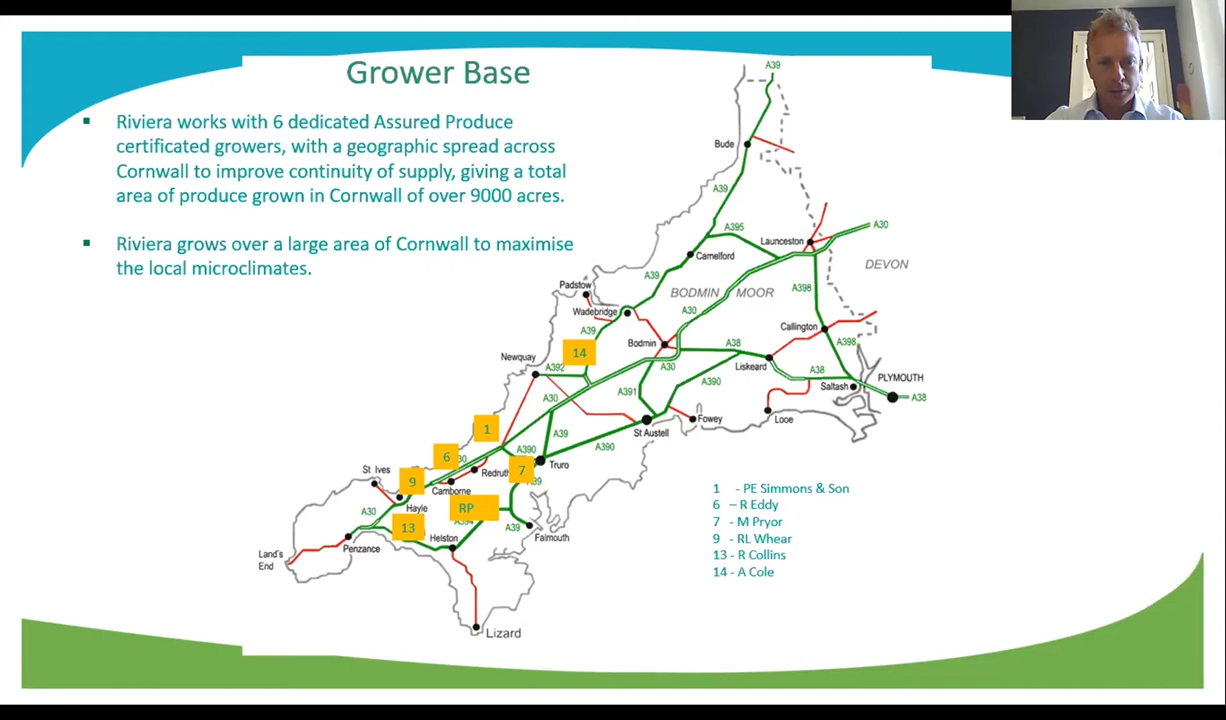 Grower Base
▪ Riviera works with 6 dedicated Assured Produce
certificated growers, with a geographic spread across
Cornwall to improve continuity of supply, giving a total
area of produce grown in Cornwall of over 9000 acres.
▪ Riviera grows over a large area of Cornwall to maximise
the local microclimates.
A39
Bude
A39
A395
Launceston
A30
Camelford
DEVON
A39
Padstow
BODMIN MOOR
A398
Wadebridge
A30
A39
Callington
Bodmin
A38
A398
14
Newquay
A392
A30
Liskeard
A38
PLYMOUTH
A390
Saltash
A391
A30
A38
Fowey
Looe
1
St Austell
A39
A390
A390
6
30
Truro
St Ives
Redruth
7
9
39
Camborne
Hayle
RP
A30
A394
13
A39
Helston
Falmouth
Penzance
Land's
End
Lizard
1 - PE Simmons & Son
6 – R Eddy
7 - M Pryor
9 - RL Whear
13 - R Collins
14 - A Cole